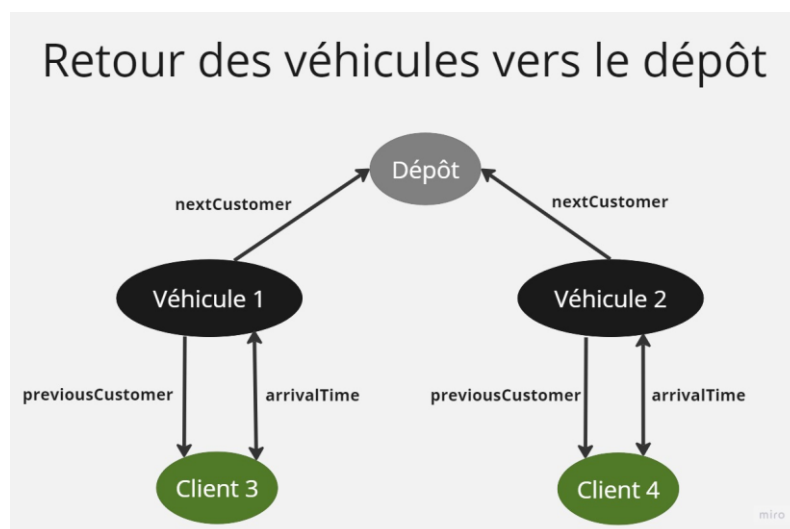 Retour des véhicules vers le dépôt
Dépôt
nextCustomer
nextCustomer
Véhicule 1
Véhicule 2
previousCustomer
arrivalTime
previousCustomer
arrivalTime
Client 3
Client 4
miro